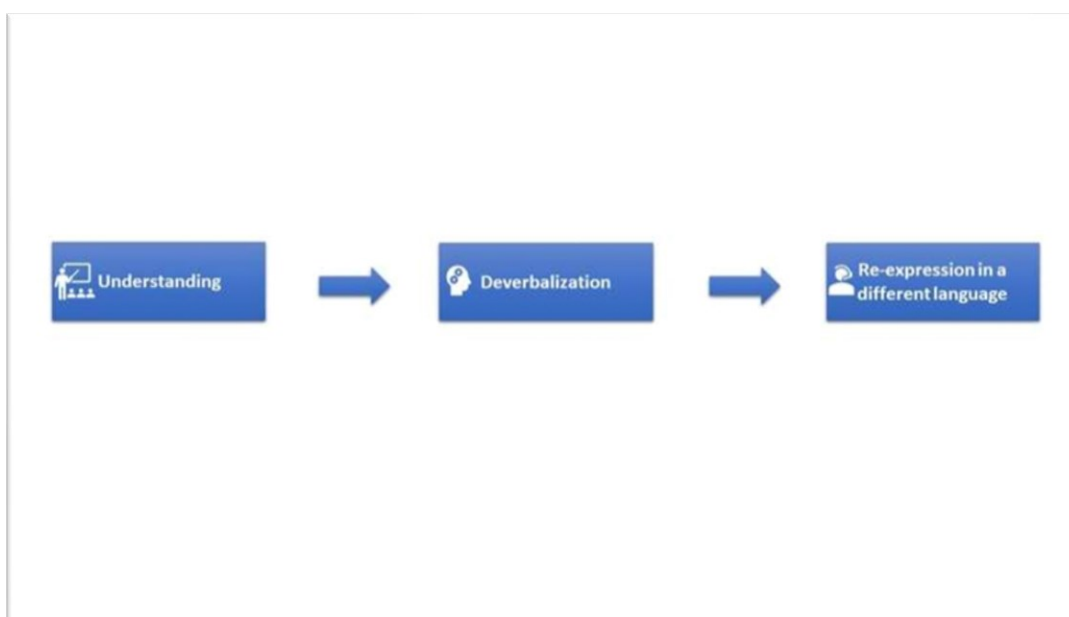 Understanding
Deverbalization
Re-expression in a
different language